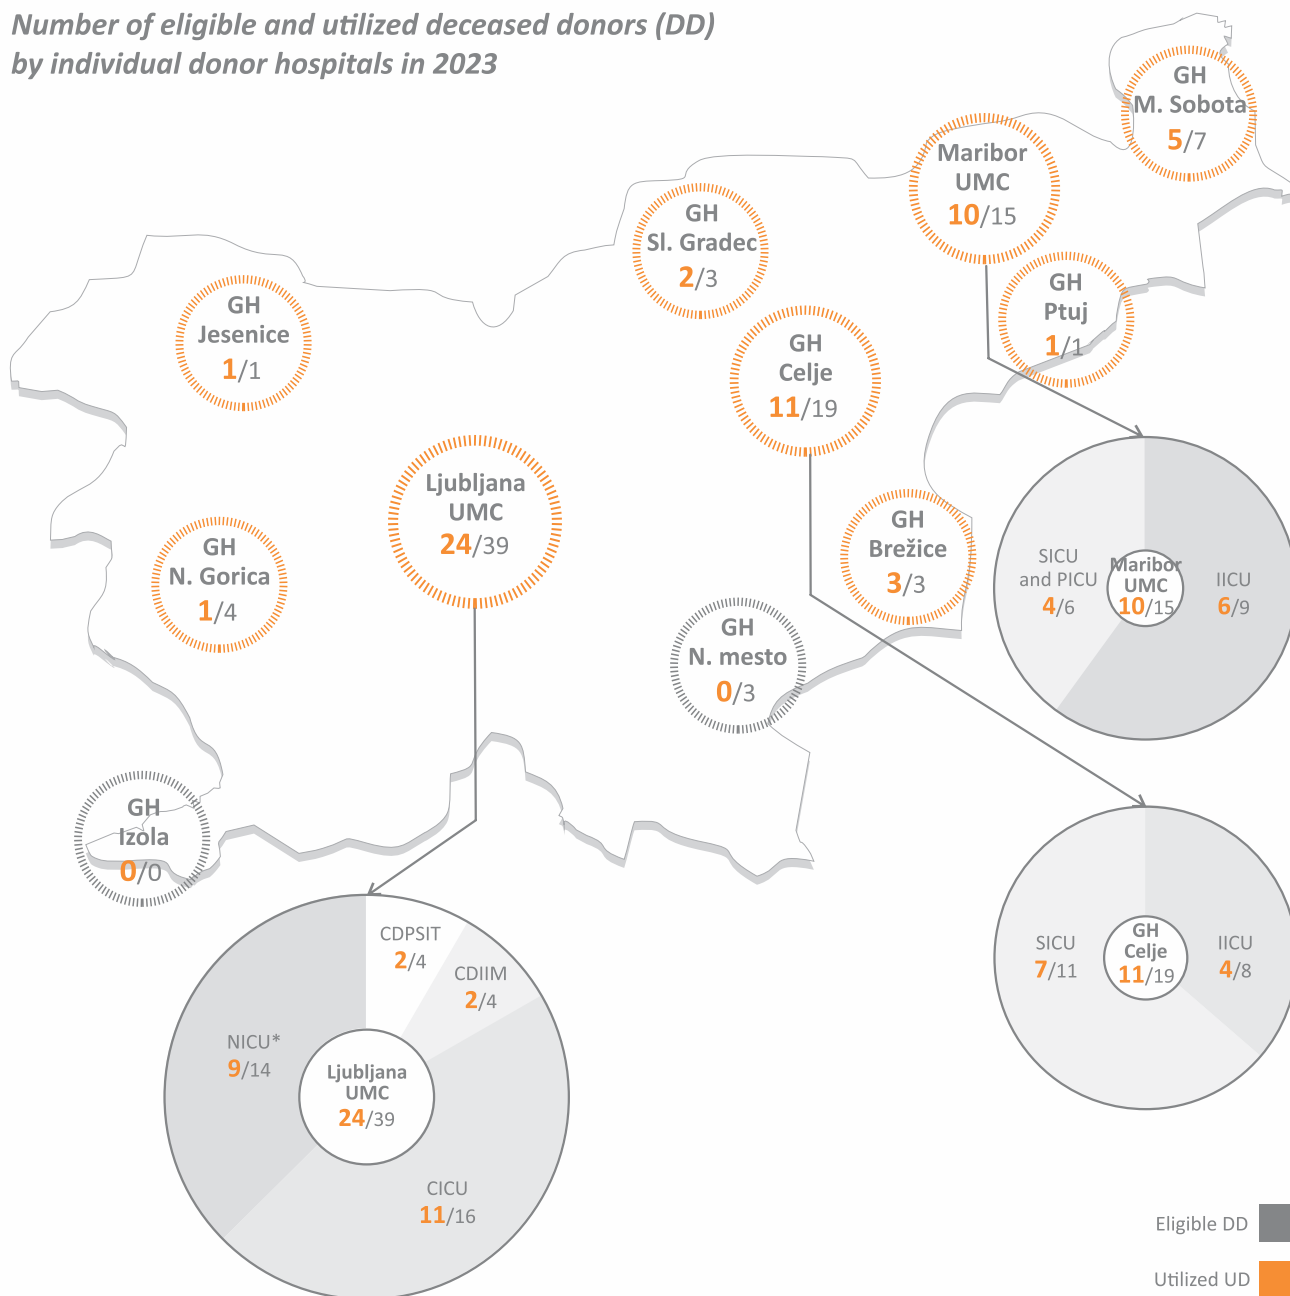 Number of eligible and utilized deceased donors (DD)
by individual donor hospitals in 2023
GH
M. Sobota
5/7
Maribor
UMC
10/15
GH
Sl. Gradec
2/3
GH
Ptuj
1/1
GH
Jesenice
1/1
GH
Celje
11/19
Ljubljana
UMC
24/39
GH
Brežice
3/3
GH
N. Gorica
1/4
GH
N. mesto
0/3
GH
Izola
0/0
SICU
and PICU
4/6
Maribor
UMC
10/15
IICU
6/9
SICU
7/11
GH
Celje
11/19
IICU
4/8
CDPSIT
2/4
CDIIM
2/4
NICU*
9/14
Ljubljana
UMC
24/39
CICU
11/16
Eligible DD
Utilized UD